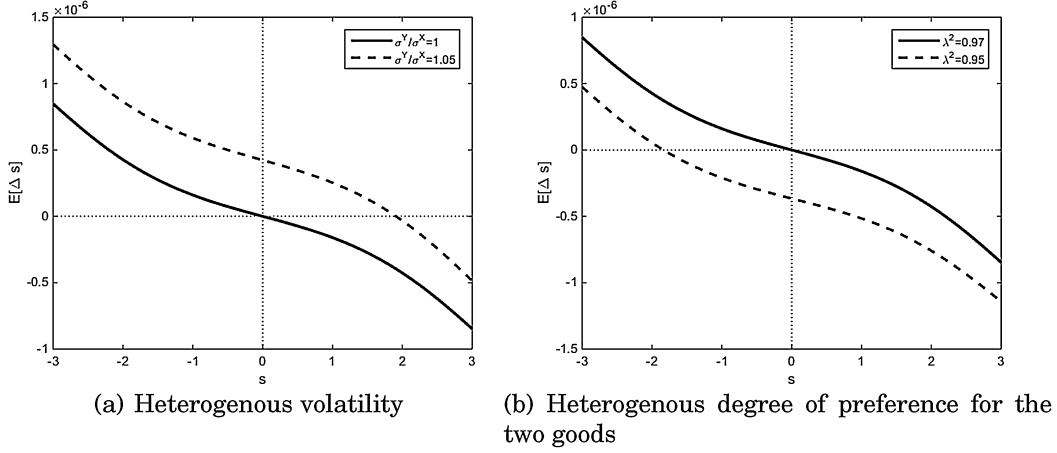 ×10⁻⁶
1.5
1
0.5
0
-0.5
-1
E[Δ s]
σʸ/σˣ=1
σʸ/σˣ=1.05
-3 -2 -1 0 1 2 3
s
(a) Heterogenous volatility
×10⁻⁶
1
0.5
0
-0.5
-1
-1.5
E[Δ s]
λ²=0.97
λ²=0.95
-3 -2 -1 0 1 2 3
s
(b) Heterogenous degree of preference for the
two goods